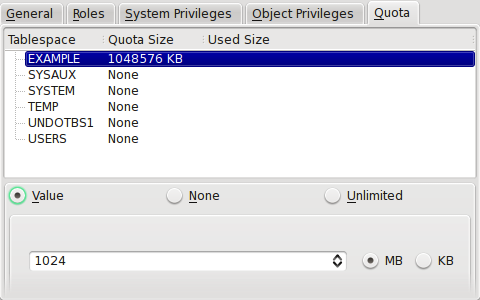 General Roles System Privileges Object Privileges Quota
Tablespace Quota Size Used Size
EXAMPLE 1048576 KB
SYSAUX None
SYSTEM None
TEMP None
UNDOTBS1 None
USERS None
Value None Unlimited
1024 MB KB